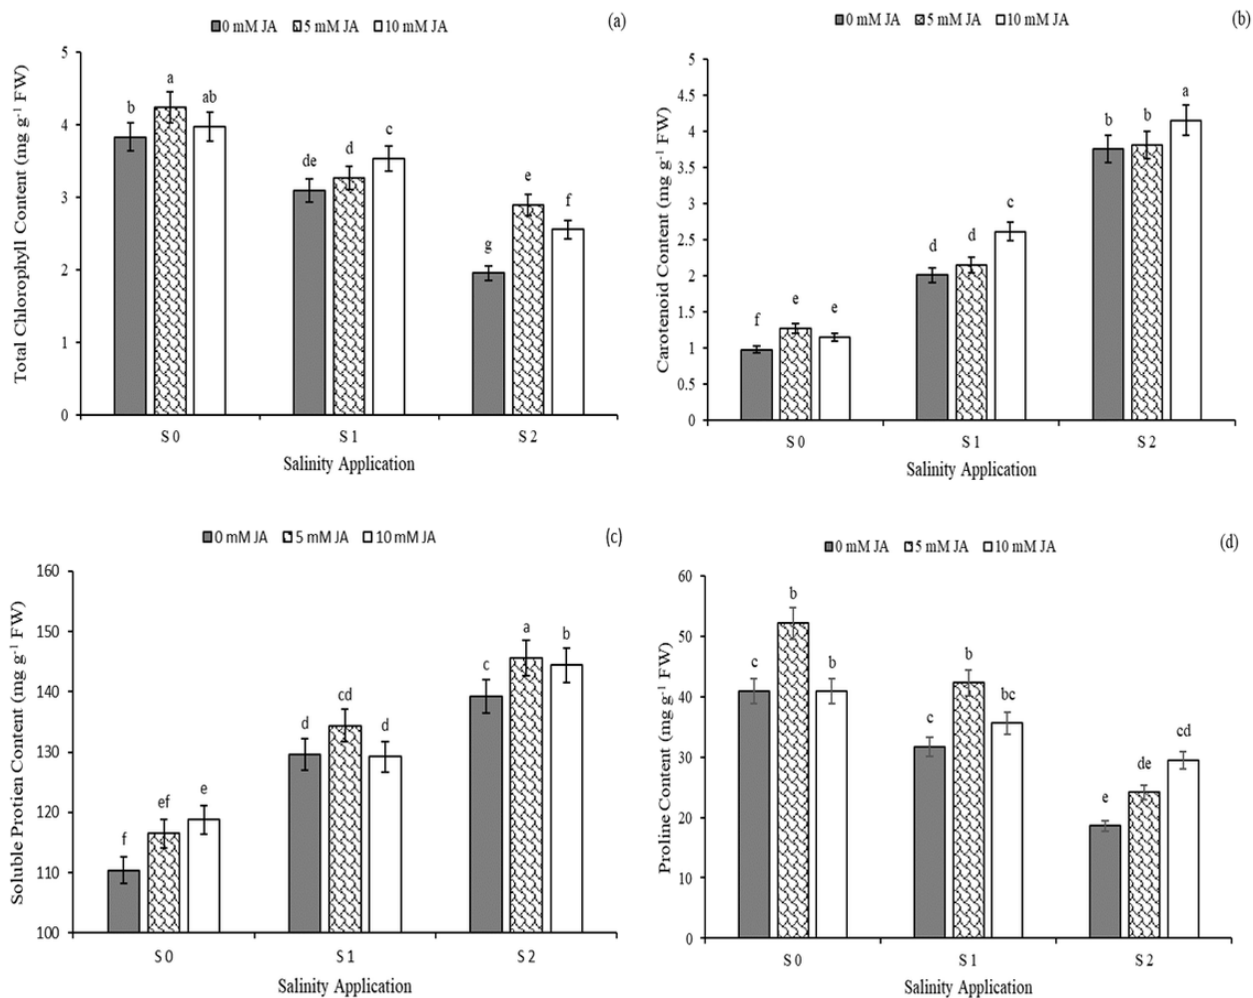 0 mM JA 5 mM JA 10 mM JA (a)
Total Chlorophyll Content (mg g⁻¹ FW)
5
4
3
2
1
0
b a ab
de d c
g e f
S 0 S 1 S 2
Salinity Application
0 mM JA 5 mM JA 10 mM JA (b)
Carotenoid Content (mg g⁻¹ FW)
5
4.5
4
3.5
3
2.5
2
1.5
1
0.5
0
f e e
d d c
b b a
S 0 S 1 S 2
Salinity Application
0 mM JA 5 mM JA 10 mM JA (c)
Soluble Protien Content (mg g⁻¹ FW)
160
150
140
130
120
110
100
f ef e
d cd d
c a b
S 0 S 1 S 2
Salinity Application
0 mM JA 5 mM JA 10 mM JA (d)
Proline Content (mg g⁻¹ FW)
60
50
40
30
20
10
0
c b b
c b bc
e de cd
S 0 S 1 S 2
Salinity Application